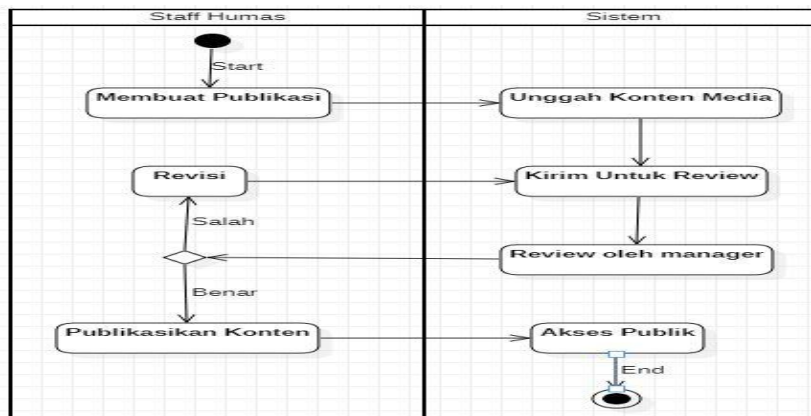 Staff Humas
Sistem
Start
Membuat Publikasi
Unggah Konten Media
Revisi
Kirim Untuk Review
Salah
Review oleh manager
Benar
Publikasikan Konten
Akses Publik
End